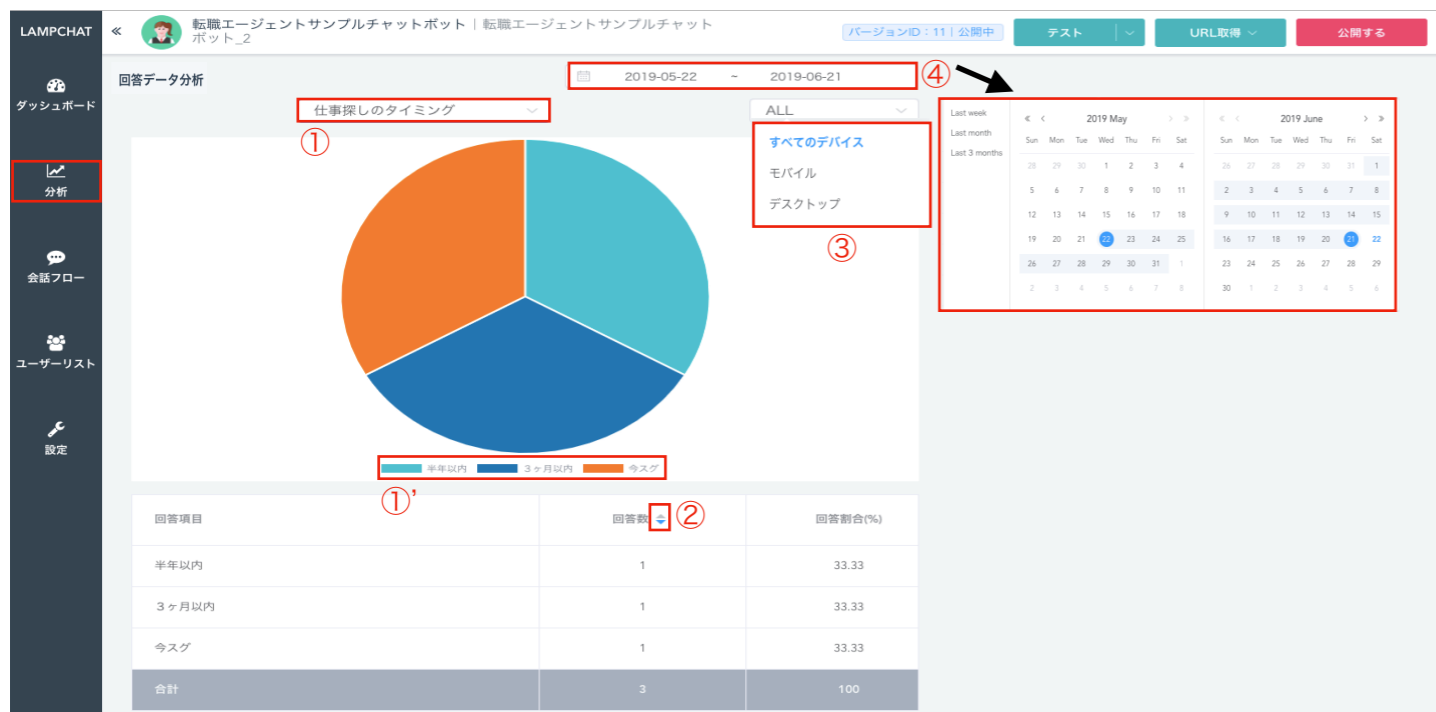 LAMPCHAT
«
転職エージェントサンプルチャットボット | 転職エージェントサンプルチャット
ボット_2
バージョンID:11 | 公開中
テスト
URL取得
公開する
ダッシュボード
分析
会話フロー
ユーザーリスト
設定
回答データ分析
2019-05-22 ~ 2019-06-21
④
仕事探しのタイミング
①
ALL
すべてのデバイス
モバイル
デスクトップ
③
Last week
Last month
Last 3 months
« < 2019 May > »
Sun Mon Tue Wed Thu Fri Sat
28 29 30 1 2 3 4
5 6 7 8 9 10 11
12 13 14 15 16 17 18
19 20 21 22 23 24 25
26 27 28 29 30 31 1
2 3 4 5 6 7 8
« < 2019 June > »
Sun Mon Tue Wed Thu Fri Sat
26 27 28 29 30 31 1
2 3 4 5 6 7 8
9 10 11 12 13 14 15
16 17 18 19 20 21 22
23 24 25 26 27 28 29
30 1 2 3 4 5 6
半年以内 3ヶ月以内 今スグ
①’
回答項目 回答数 ② 回答割合(%)
半年以内 1 33.33
3ヶ月以内 1 33.33
今スグ 1 33.33
合計 3 100